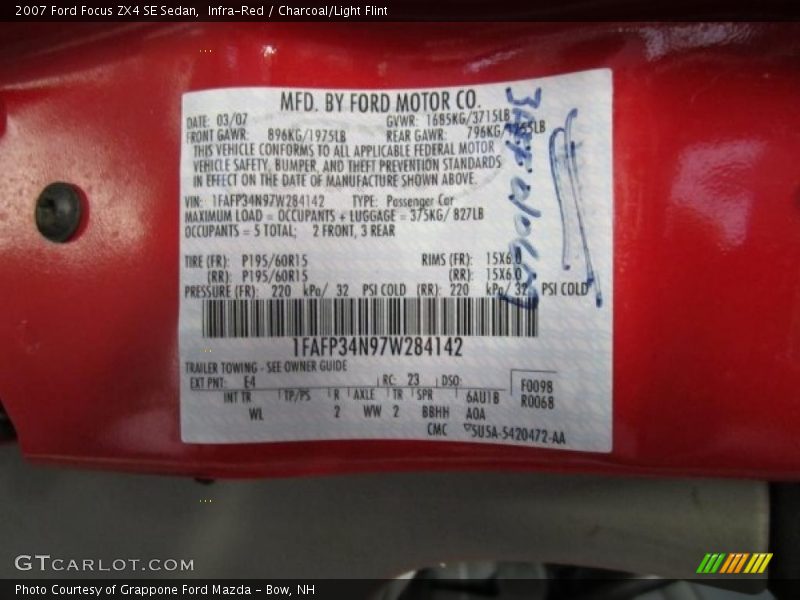 2007 Ford Focus ZX4 SE Sedan,  Infra-Red / Charcoal/Light Flint
MFD. BY FORD MOTOR CO.
DATE: 03/07 GVWR: 1685KG/3715LB
FRONT GAWR: 896KG/1975LB REAR GAWR: 796KG/1755LB
THIS VEHICLE CONFORMS TO ALL APPLICABLE FEDERAL MOTOR
VEHICLE SAFETY, BUMPER, AND THEFT PREVENTION STANDARDS
IN EFFECT ON THE DATE OF MANUFACTURE SHOWN ABOVE.
VIN: 1FAFP34N97W284142 TYPE: Passenger Car
MAXIMUM LOAD = OCCUPANTS + LUGGAGE = 375KG/ 827LB
OCCUPANTS = 5 TOTAL; 2 FRONT, 3 REAR
TIRE (FR): P195/60R15 RIMS (FR): 15X6.0
(RR): P195/60R15 (RR): 15X6.0
PRESSURE (FR): 220 kPa/ 32 PSI COLD (RR): 220 kPa/ 32 PSI COLD
1FAFP34N97W284142
TRAILER TOWING - SEE OWNER GUIDE
EXT PNT: E4 RC: 23 DSO: F0098
INT TR TP/PS R AXLE TR SPR 6AU18 R0068
WL 2 WW 2 BBHH AOA
CMC 5U5A-5420472-AA
GTCARLOT.COM
Photo Courtesy of Grappone Ford Mazda - Bow, NH